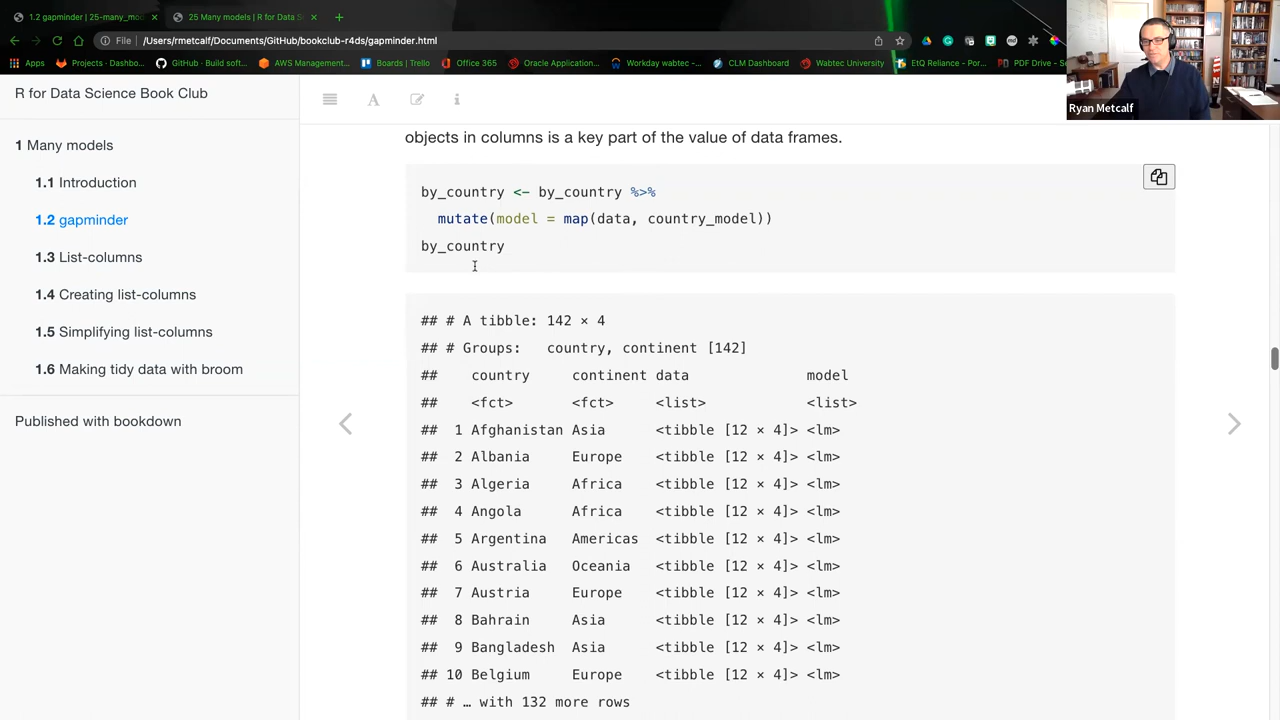 1.2 gapminder | 25-many_mod
25 Many models | R for Data S
File
/Users/rmetcalf/Documents/GitHub/bookclub-r4ds/gapminder.html
Apps
Projects · Dashbo...
GitHub · Build soft...
AWS Management...
Boards | Trello
Office 365
Oracle Application...
Workday wabtec -...
CLM Dashboard
Wabtec University
EtQ Reliance - Por...
PDF Drive - Se
Ryan Metcalf
R for Data Science Book Club
1 Many models
1.1 Introduction
1.2 gapminder
1.3 List-columns
1.4 Creating list-columns
1.5 Simplifying list-columns
1.6 Making tidy data with broom
Published with bookdown
objects in columns is a key part of the value of data frames.
by_country <- by_country %>%
mutate(model = map(data, country_model))
by_country
## # A tibble: 142 × 4
## # Groups: country, continent [142]
## country continent data model
## <fct> <fct> <list> <list>
## 1 Afghanistan Asia <tibble [12 × 4]> <lm>
## 2 Albania Europe <tibble [12 × 4]> <lm>
## 3 Algeria Africa <tibble [12 × 4]> <lm>
## 4 Angola Africa <tibble [12 × 4]> <lm>
## 5 Argentina Americas <tibble [12 × 4]> <lm>
## 6 Australia Oceania <tibble [12 × 4]> <lm>
## 7 Austria Europe <tibble [12 × 4]> <lm>
## 8 Bahrain Asia <tibble [12 × 4]> <lm>
## 9 Bangladesh Asia <tibble [12 × 4]> <lm>
## 10 Belgium Europe <tibble [12 × 4]> <lm>
## # … with 132 more rows